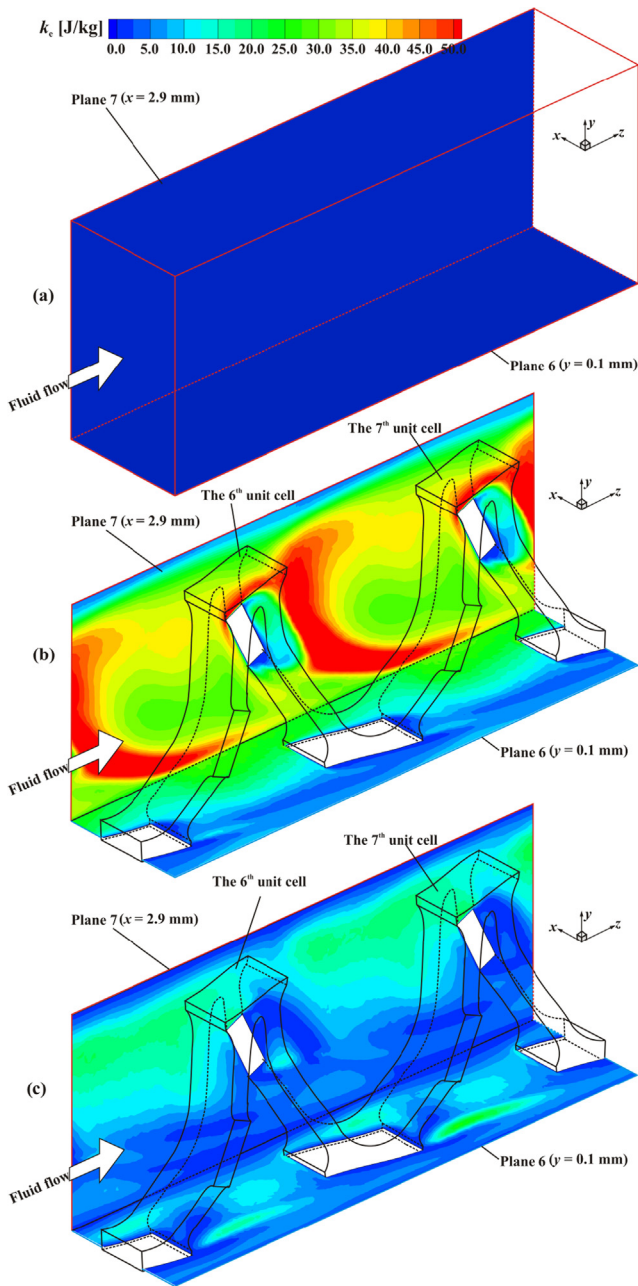 kc [J/kg]
0.0 5.0 10.0 15.0 20.0 25.0 30.0 35.0 40.0 45.0 50.0
Plane 7 (x = 2.9 mm)
y
x
z
(a)
Fluid flow
Plane 6 (y = 0.1 mm)
The 7th unit cell
The 6th unit cell
Plane 7 (x = 2.9 mm)
y
x
z
(b)
Fluid flow
Plane 6 (y = 0.1 mm)
The 7th unit cell
The 6th unit cell
Plane 7 (x = 2.9 mm)
y
x
z
(c)
Fluid flow
Plane 6 (y = 0.1 mm)